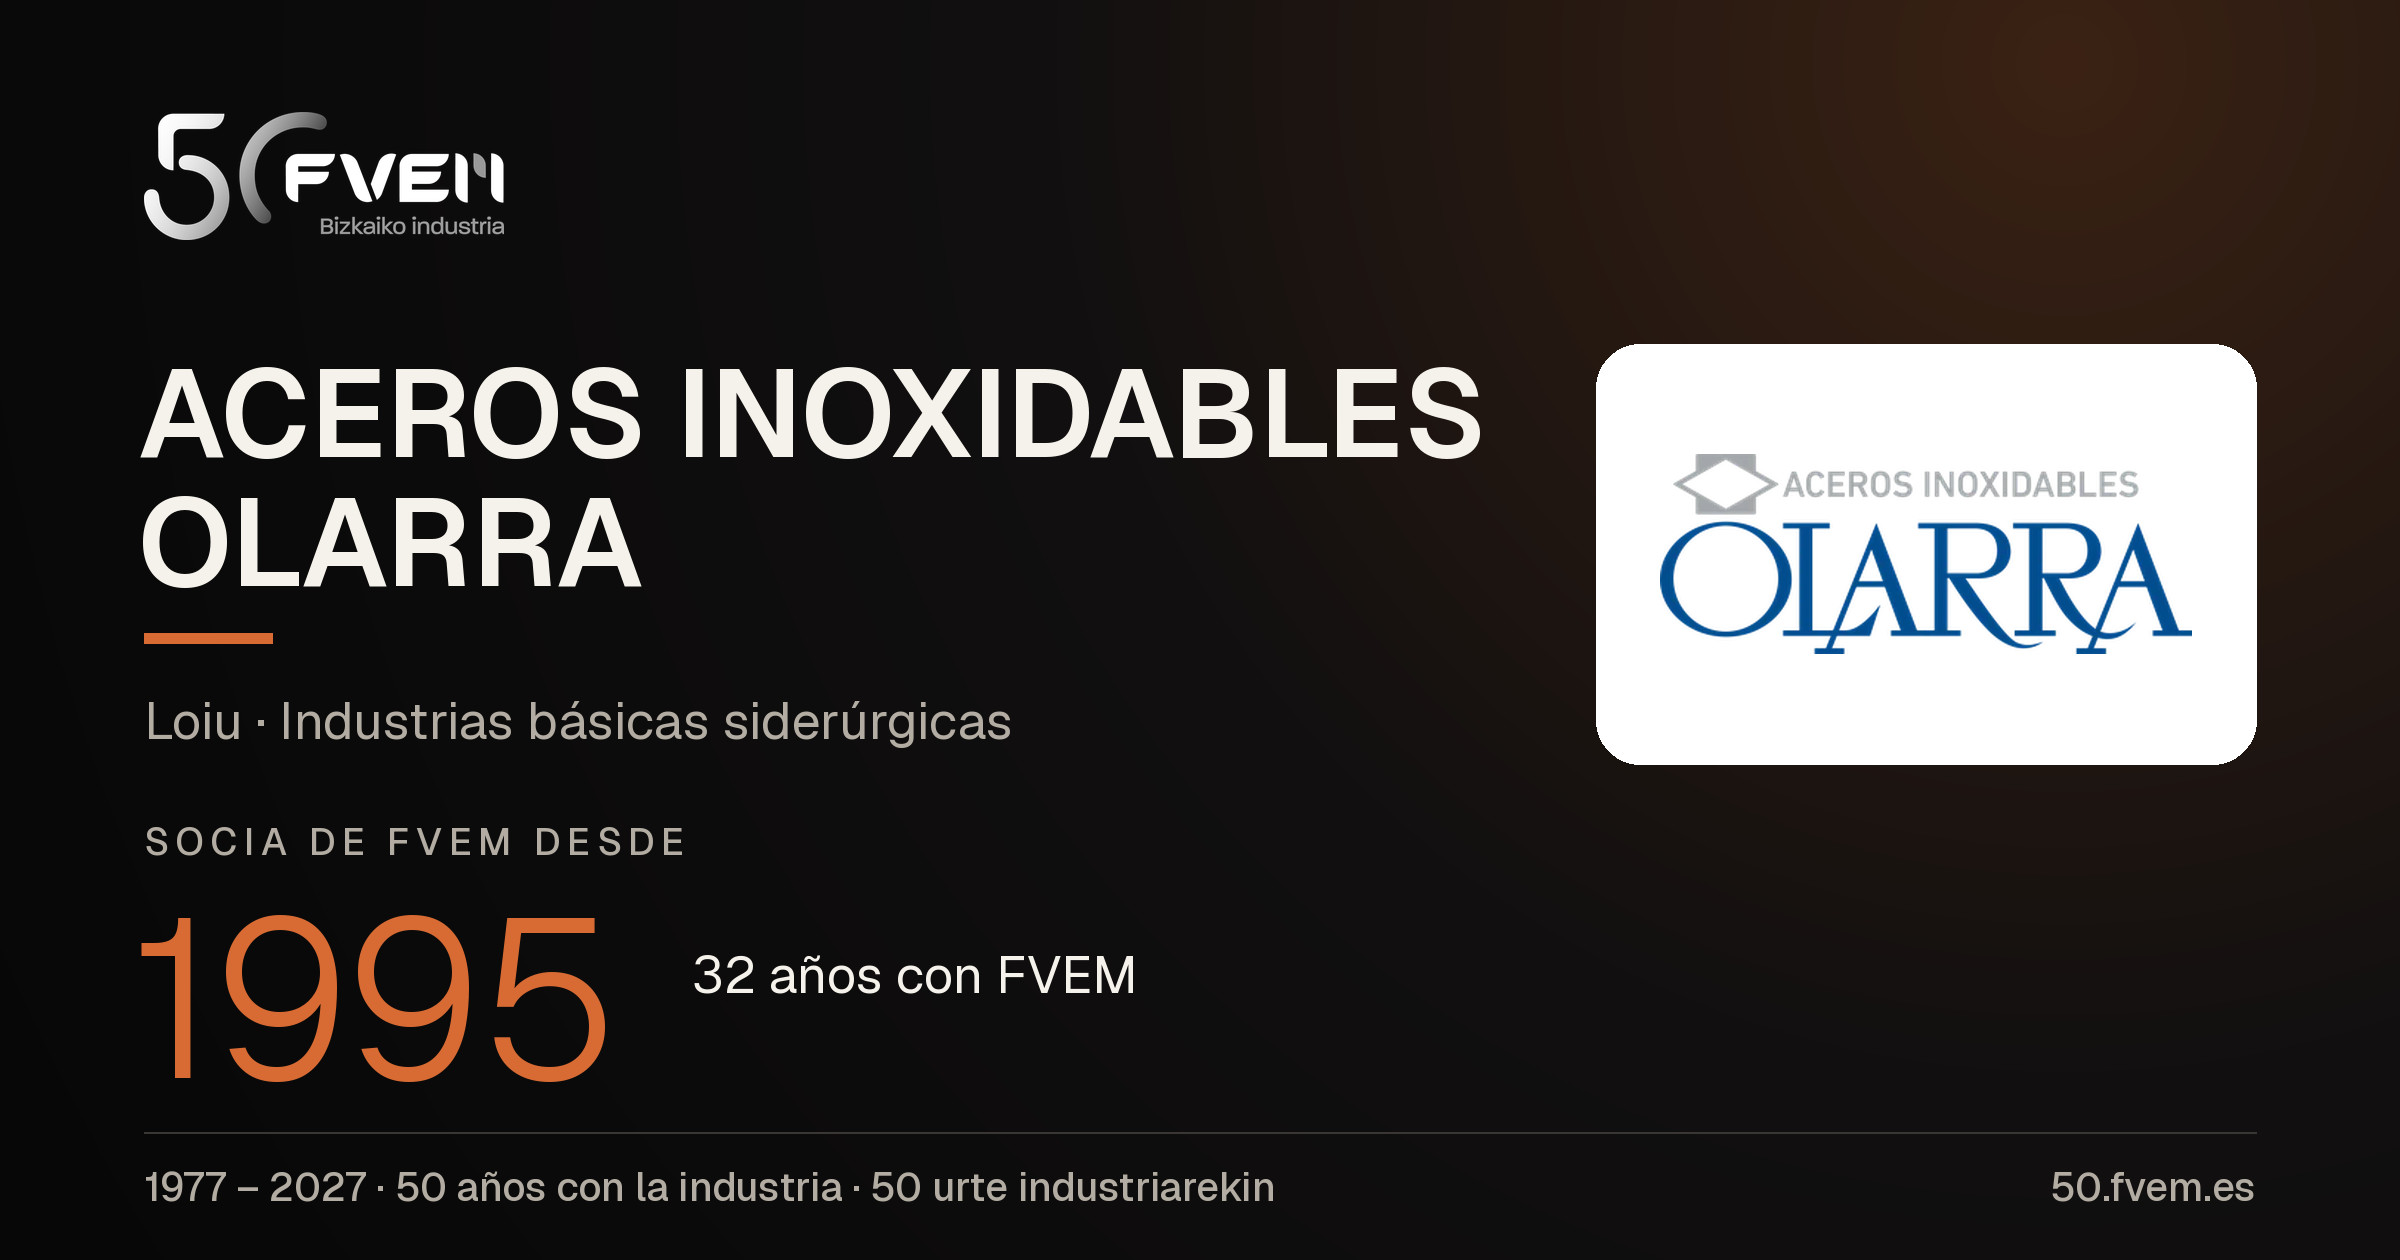 50 FVEM
Bizkaiko industria
ACEROS INOXIDABLES
OLARRA
ACEROS INOXIDABLES
OLARRA
Loiu · Industrias básicas siderúrgicas
SOCIA DE FVEM DESDE
1995
32 años con FVEM
1977 – 2027 · 50 años con la industria · 50 urte industriarekin
50.fvem.es